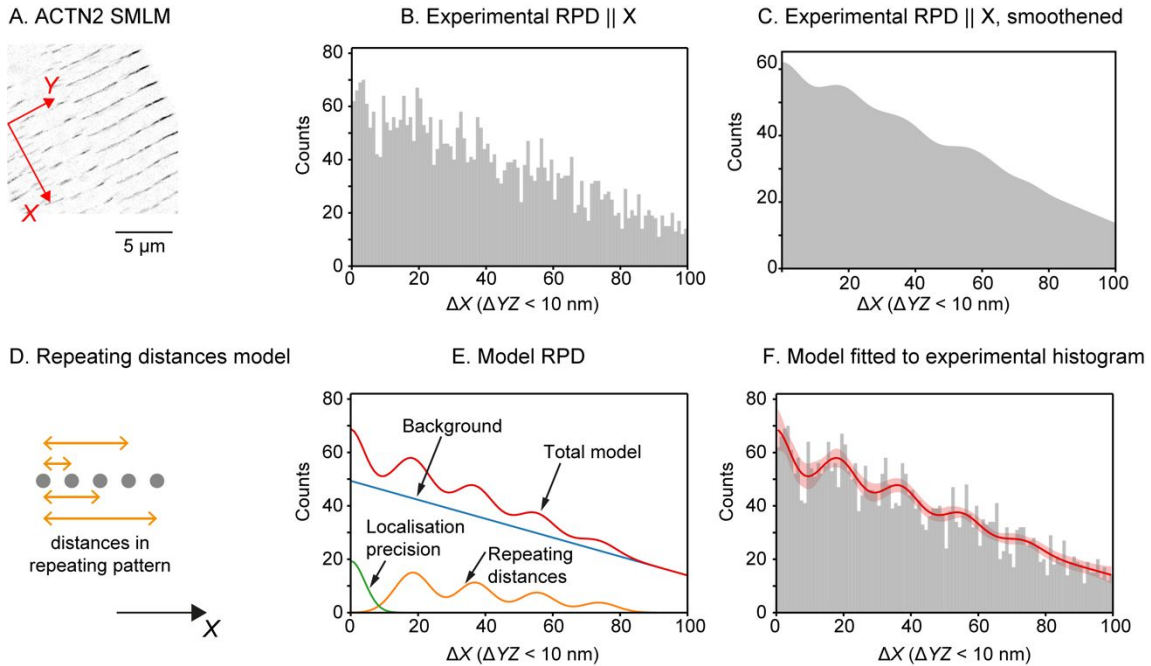 A. ACTN2 SMLM
Y
X
5 µm
B. Experimental RPD || X
80
60
40
20
0
Counts
0 20 40 60 80 100
ΔX (ΔYZ < 10 nm)
C. Experimental RPD || X, smoothened
60
40
20
0
Counts
20 40 60 80 100
ΔX (ΔYZ < 10 nm)
D. Repeating distances model
distances in
repeating pattern
X
E. Model RPD
80
60
40
20
0
Counts
Background
Total model
Localisation
precision
Repeating
distances
0 20 40 60 80 100
ΔX (ΔYZ < 10 nm)
F. Model fitted to experimental histogram
80
60
40
20
0
Counts
0 20 40 60 80 100
ΔX (ΔYZ < 10 nm)